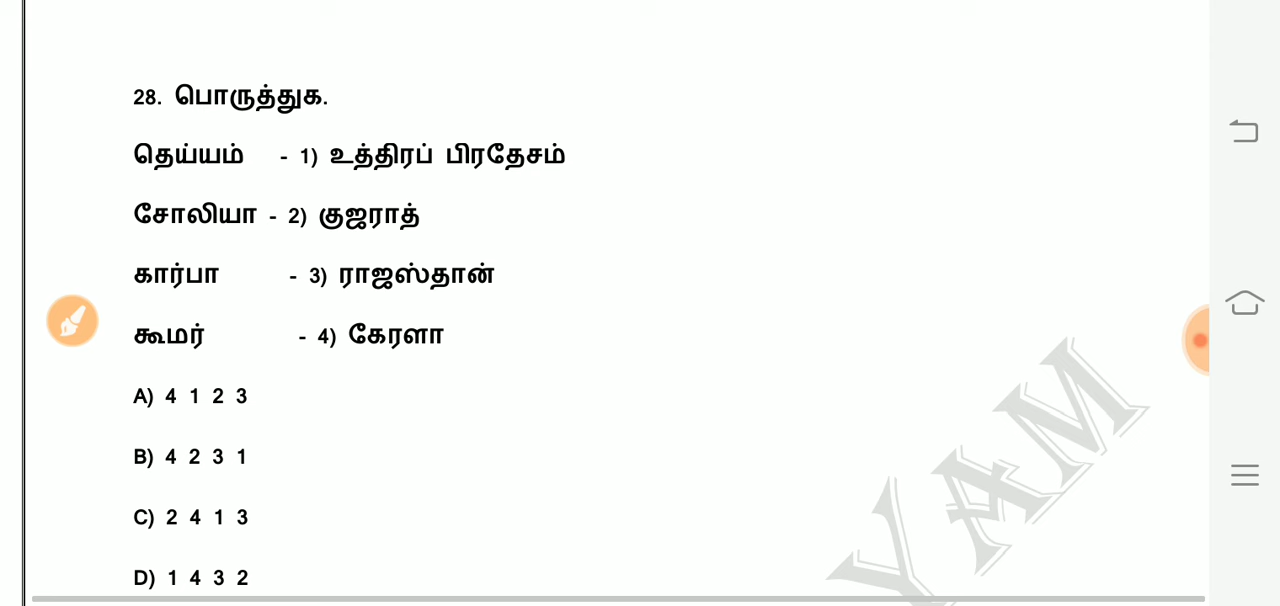 28. பொருத்துக.
தெய்யம் - 1) உத்திரப் பிரதேசம்
சோலியா - 2) குஜராத்
கார்பா - 3) ராஜஸ்தான்
கூமர் - 4) கேரளா
A) 4 1 2 3
B) 4 2 3 1
C) 2 4 1 3
D) 1 4 3 2
YAM